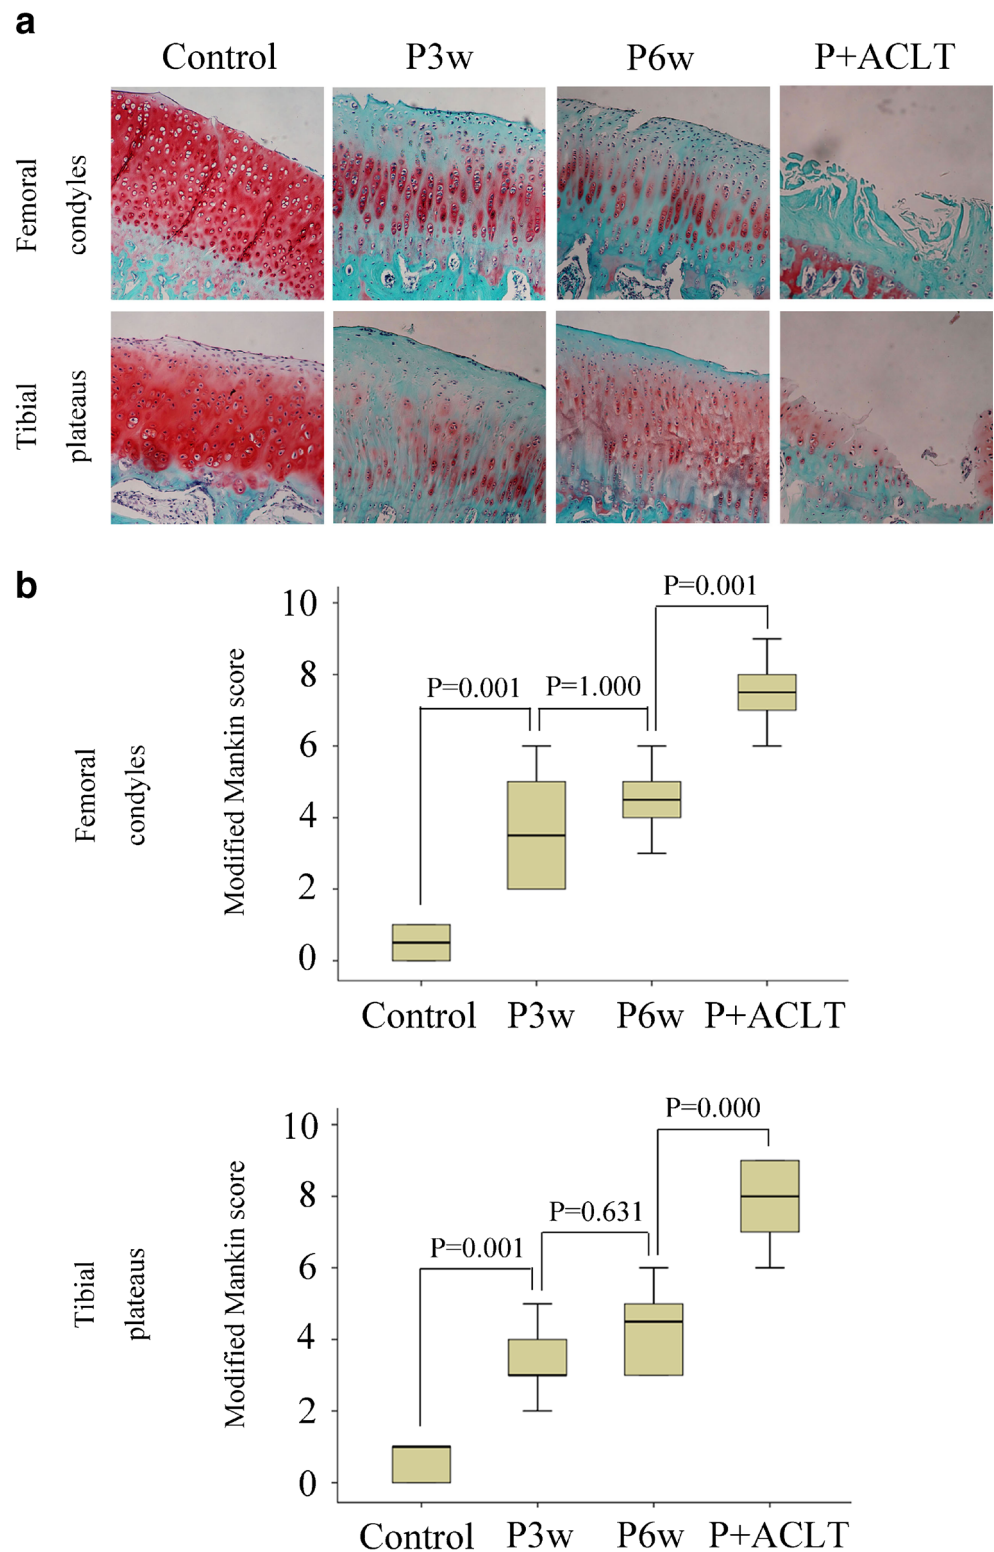 a
Control P3w P6w P+ACLT
Femoral
condyles
Tibial
plateaus
b
Femoral
condyles
Modified Mankin score
10
8
6
4
2
0
P=0.001
P=1.000
P=0.001
Control P3w P6w P+ACLT
Tibial
plateaus
Modified Mankin score
10
8
6
4
2
0
P=0.001
P=0.631
P=0.000
Control P3w P6w P+ACLT